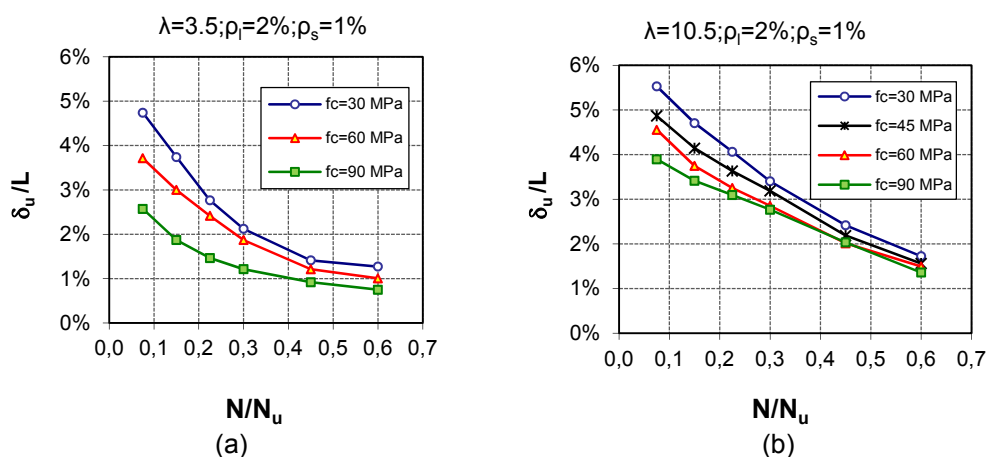 λ=3.5;ρl=2%;ρs=1%
6%
5%
4%
3%
2%
1%
0%
δu/L
fc=30 MPa
fc=60 MPa
fc=90 MPa
0,0 0,1 0,2 0,3 0,4 0,5 0,6 0,7
N/Nu
(a)
λ=10.5;ρl=2%;ρs=1%
6%
5%
4%
3%
2%
1%
0%
δu/L
fc=30 MPa
fc=45 MPa
fc=60 MPa
fc=90 MPa
0,0 0,1 0,2 0,3 0,4 0,5 0,6 0,7
N/Nu
(b)